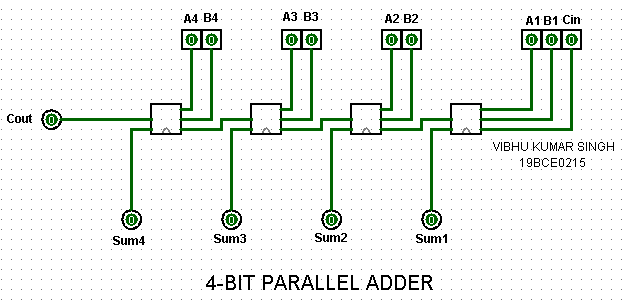 A4 B4 A3 B3 A2 B2 A1 B1 Cin
0 0 0 0 0 0 0 0 0
Cout 0
VIBHU KUMAR SINGH
19BCE0215
0 0 0 0
Sum4 Sum3 Sum2 Sum1
4-BIT PARALLEL ADDER